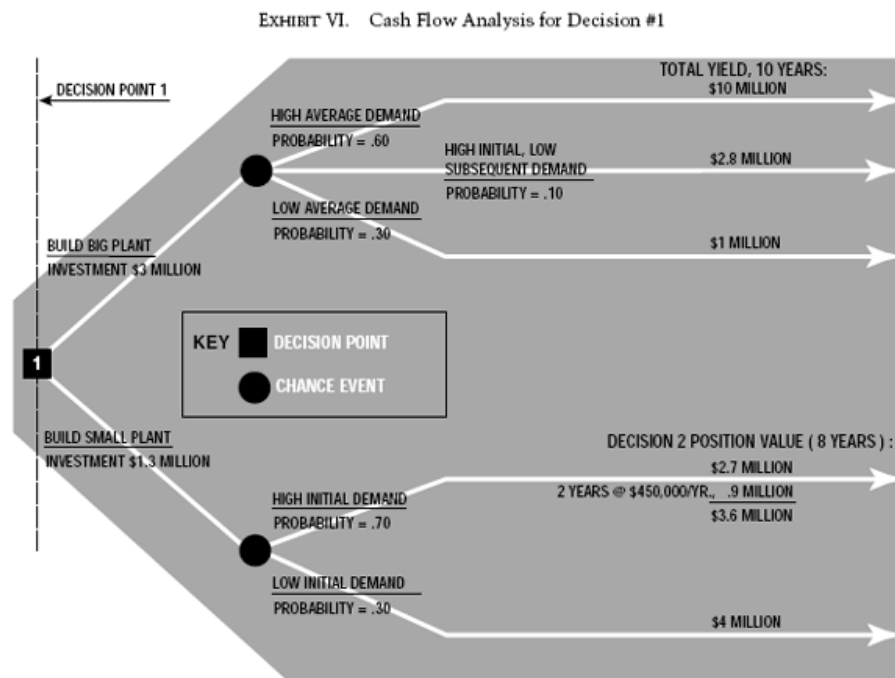 EXHIBIT VI. Cash Flow Analysis for Decision #1
DECISION POINT 1
TOTAL YIELD, 10 YEARS:
$10 MILLION
HIGH AVERAGE DEMAND
PROBABILITY = .60
HIGH INITIAL, LOW
SUBSEQUENT DEMAND
PROBABILITY = .10
$2.8 MILLION
LOW AVERAGE DEMAND
PROBABILITY = .30
$1 MILLION
BUILD BIG PLANT
INVESTMENT $3 MILLION
KEY
DECISION POINT
CHANCE EVENT
1
BUILD SMALL PLANT
INVESTMENT $1.3 MILLION
DECISION 2 POSITION VALUE ( 8 YEARS ) :
$2.7 MILLION
2 YEARS @ $450,000/YR., .9 MILLION
$3.6 MILLION
HIGH INITIAL DEMAND
PROBABILITY = .70
LOW INITIAL DEMAND
PROBABILITY = .30
$4 MILLION